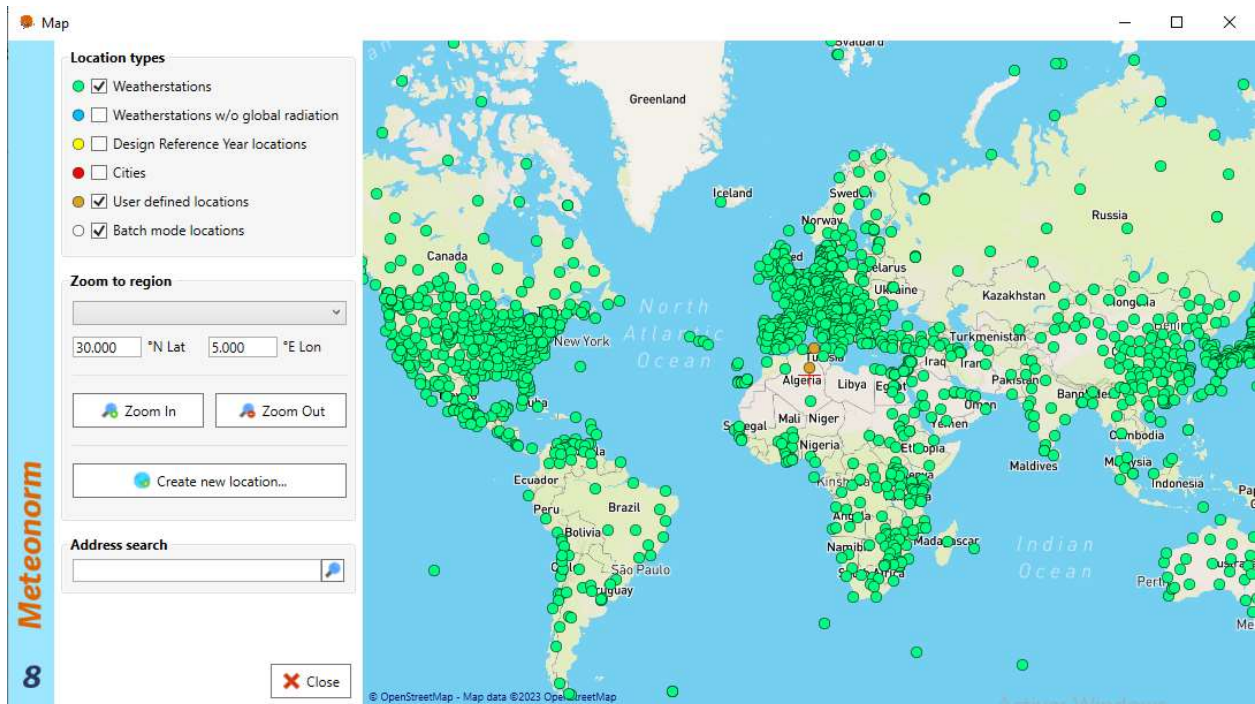 Map
Location types
Weatherstations
Weatherstations w/o global radiation
Design Reference Year locations
Cities
User defined locations
Batch mode locations
Zoom to region
30.000 °N Lat 5.000 °E Lon
Zoom In Zoom Out
Create new location...
Address search
Close
Meteonorm
8
Svalbard
Greenland
Iceland
Sweden
Norway
Russia
Canada
Kazakhstan
North
Atlantic
Ocean
New York
Turkmenistan
Iraq Iran
Algeria Libya Egypt
Pakistan
Oman
Mali Niger
Nigeria
Maldives
Indonesia
Ecuador
Brazil
Peru
Bolivia
São Paulo
Indian
Ocean
Perth
© OpenStreetMap - Map data ©2023 OpenStreetMap